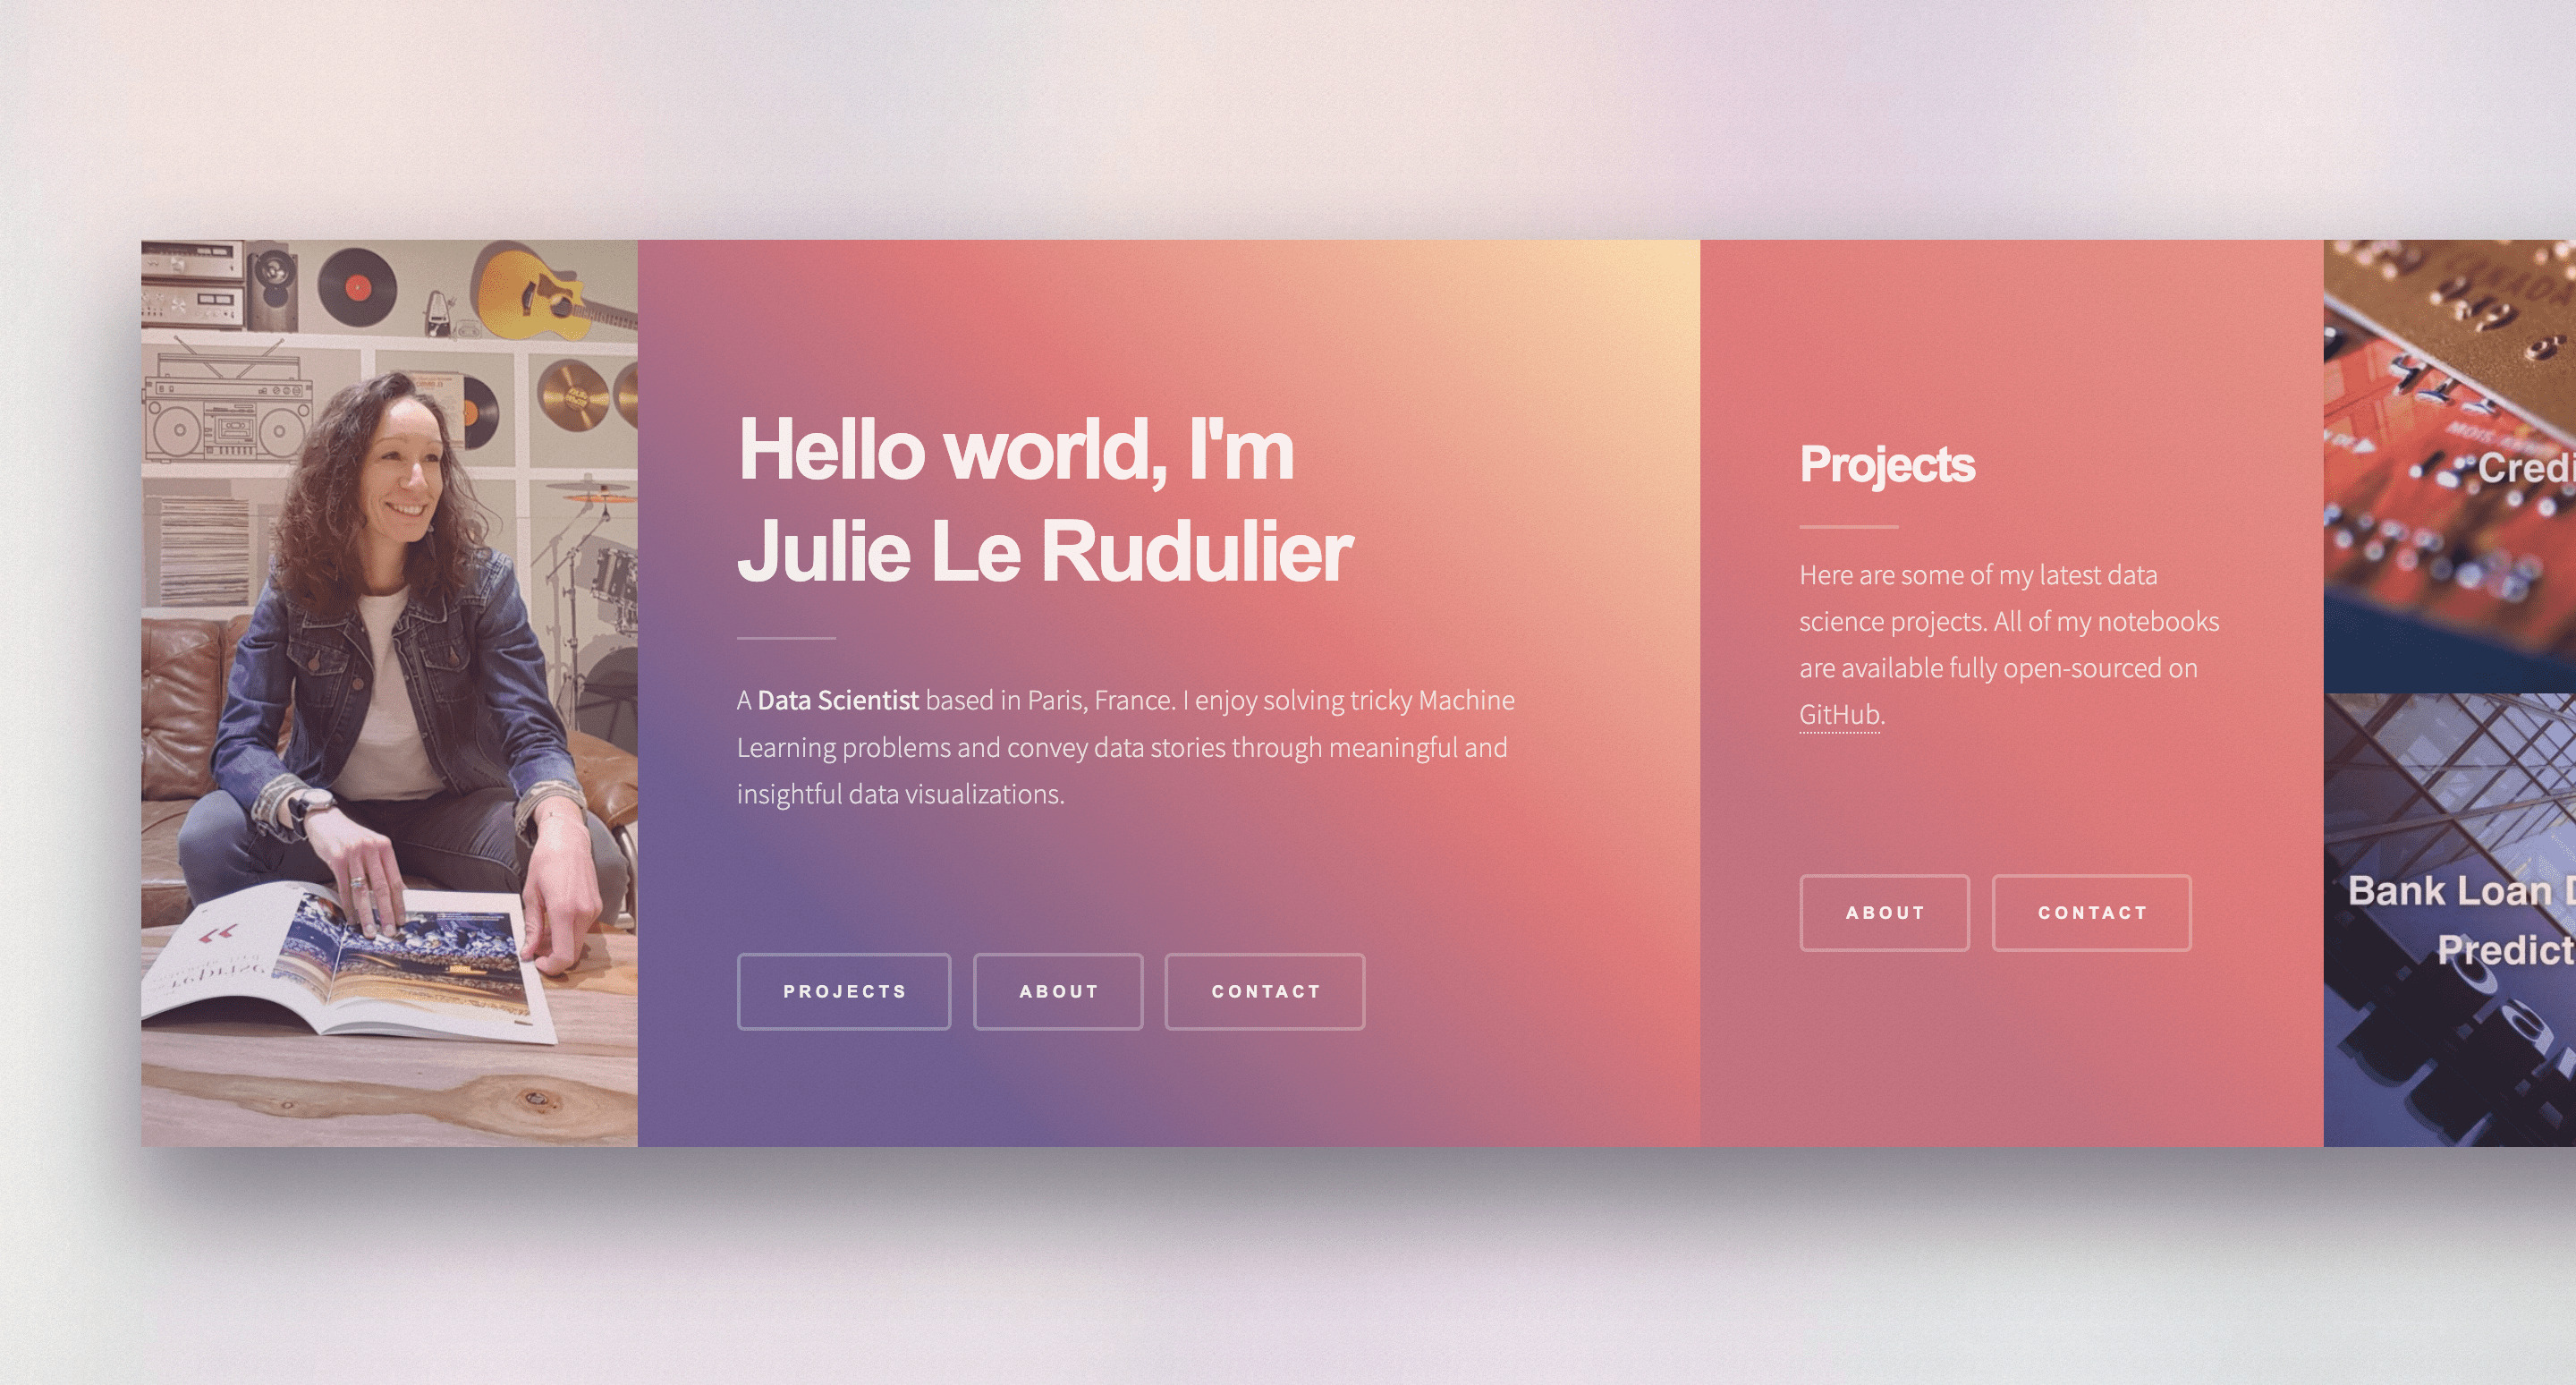 Hello world, I'm
Julie Le Rudulier
A Data Scientist based in Paris, France. I enjoy solving tricky Machine
Learning problems and convey data stories through meaningful and
insightful data visualizations.
PROJECTS
ABOUT
CONTACT
Projects
Here are some of my latest data
science projects. All of my notebooks
are available fully open-sourced on
GitHub.
ABOUT
CONTACT
Credi
Bank Loan D
Predict